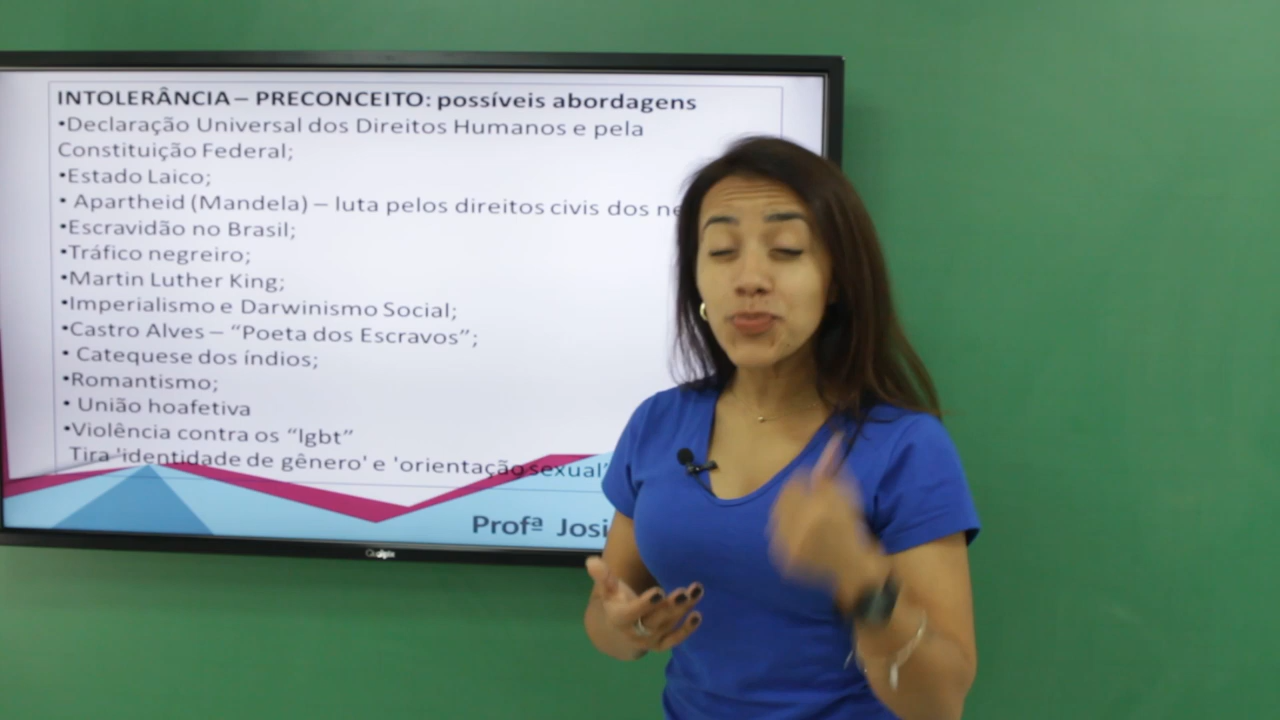 INTOLERÂNCIA – PRECONCEITO: possíveis abordagens
•Declaração Universal dos Direitos Humanos e pela
Constituição Federal;
•Estado Laico;
• Apartheid (Mandela) – luta pelos direitos civis dos
•Escravidão no Brasil;
•Tráfico negreiro;
•Martin Luther King;
•Imperialismo e Darwinismo Social;
•Castro Alves – “Poeta dos Escravos”;
• Catequese dos índios;
•Romantismo;
• União hoafetiva
•Violência contra os “lgbt”
Tira 'identidade de gênero' e 'orientação sexual'
Profª Josi